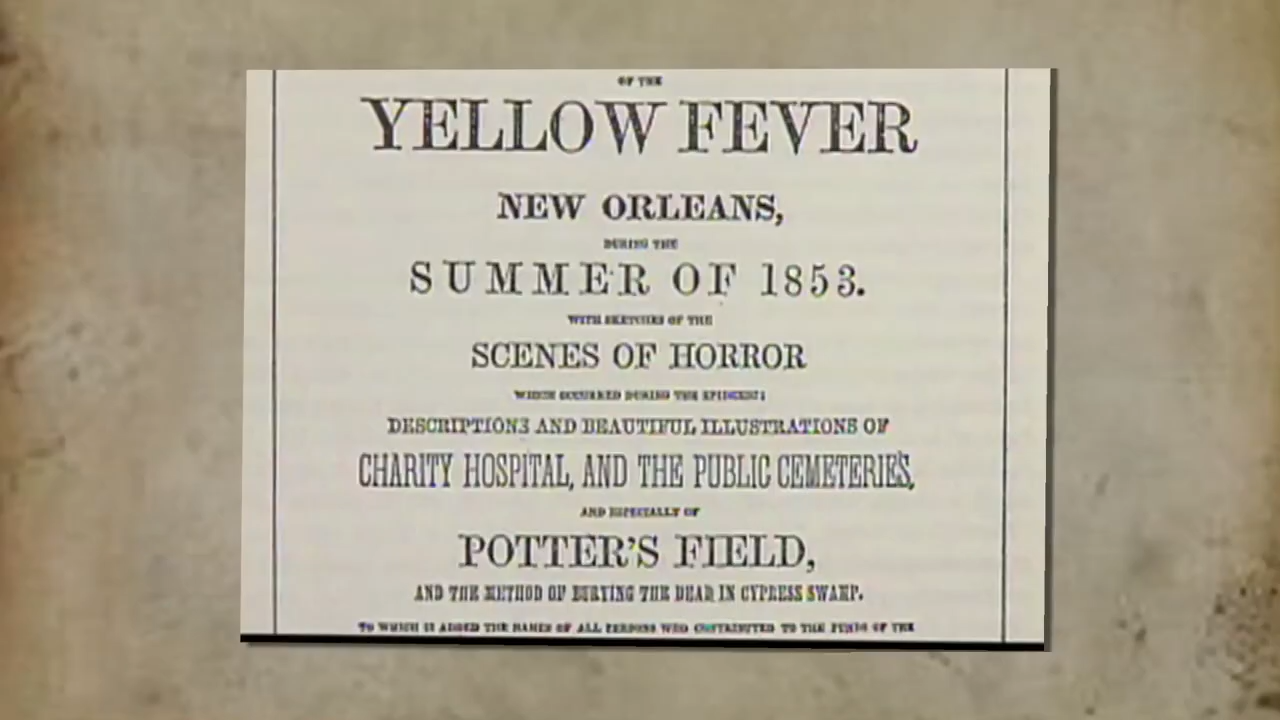 OF THE
YELLOW FEVER
NEW ORLEANS,
DURING THE
SUMMER OF 1853.
WITH SKETCHES OF THE
SCENES OF HORROR
WHICH OCCURRED DURING THE EPIDEMIC;
DESCRIPTIONS AND BEAUTIFUL ILLUSTRATIONS OF
CHARITY HOSPITAL, AND THE PUBLIC CEMETERIES,
AND ESPECIALLY OF
POTTER'S FIELD,
AND THE METHOD OF BURYING THE DEAD IN CYPRESS SWAMP.
TO WHICH IS ADDED THE NAMES OF ALL PERSONS WHO CONTRIBUTED TO THE FUNDS OF THE